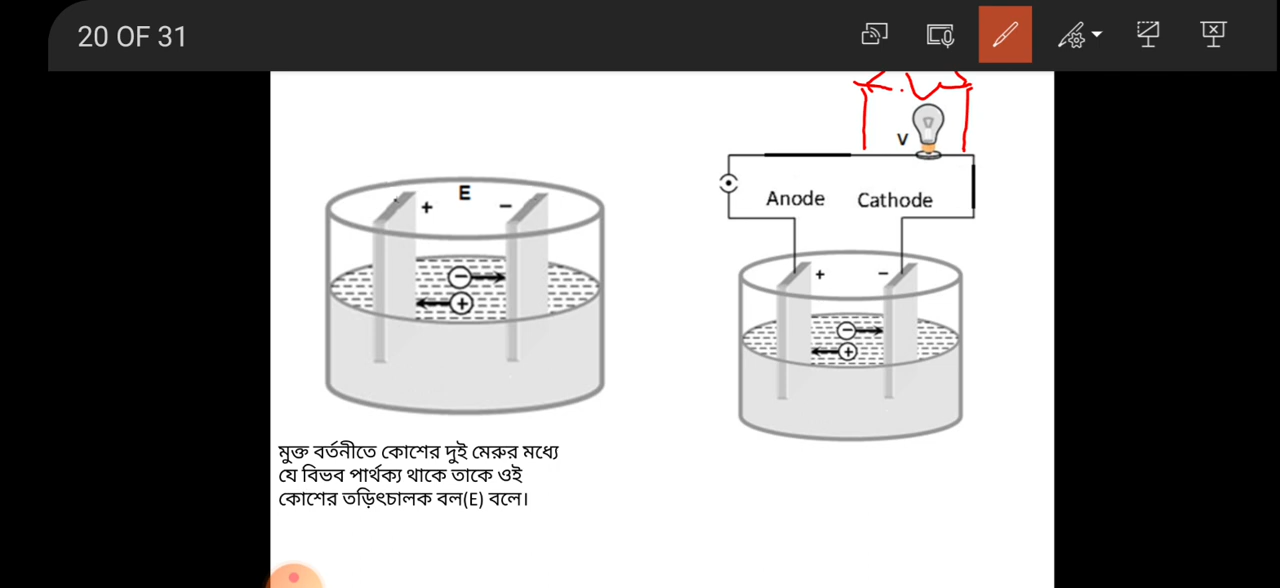 20 OF 31
E
+
−
−
+
V
Anode Cathode
+
−
−
+
মুক্ত বর্তনীতে কোশের দুই মেরুর মধ্যে
যে বিভব পার্থক্য থাকে তাকে ওই
কোশের তড়িৎচালক বল(E) বলে।